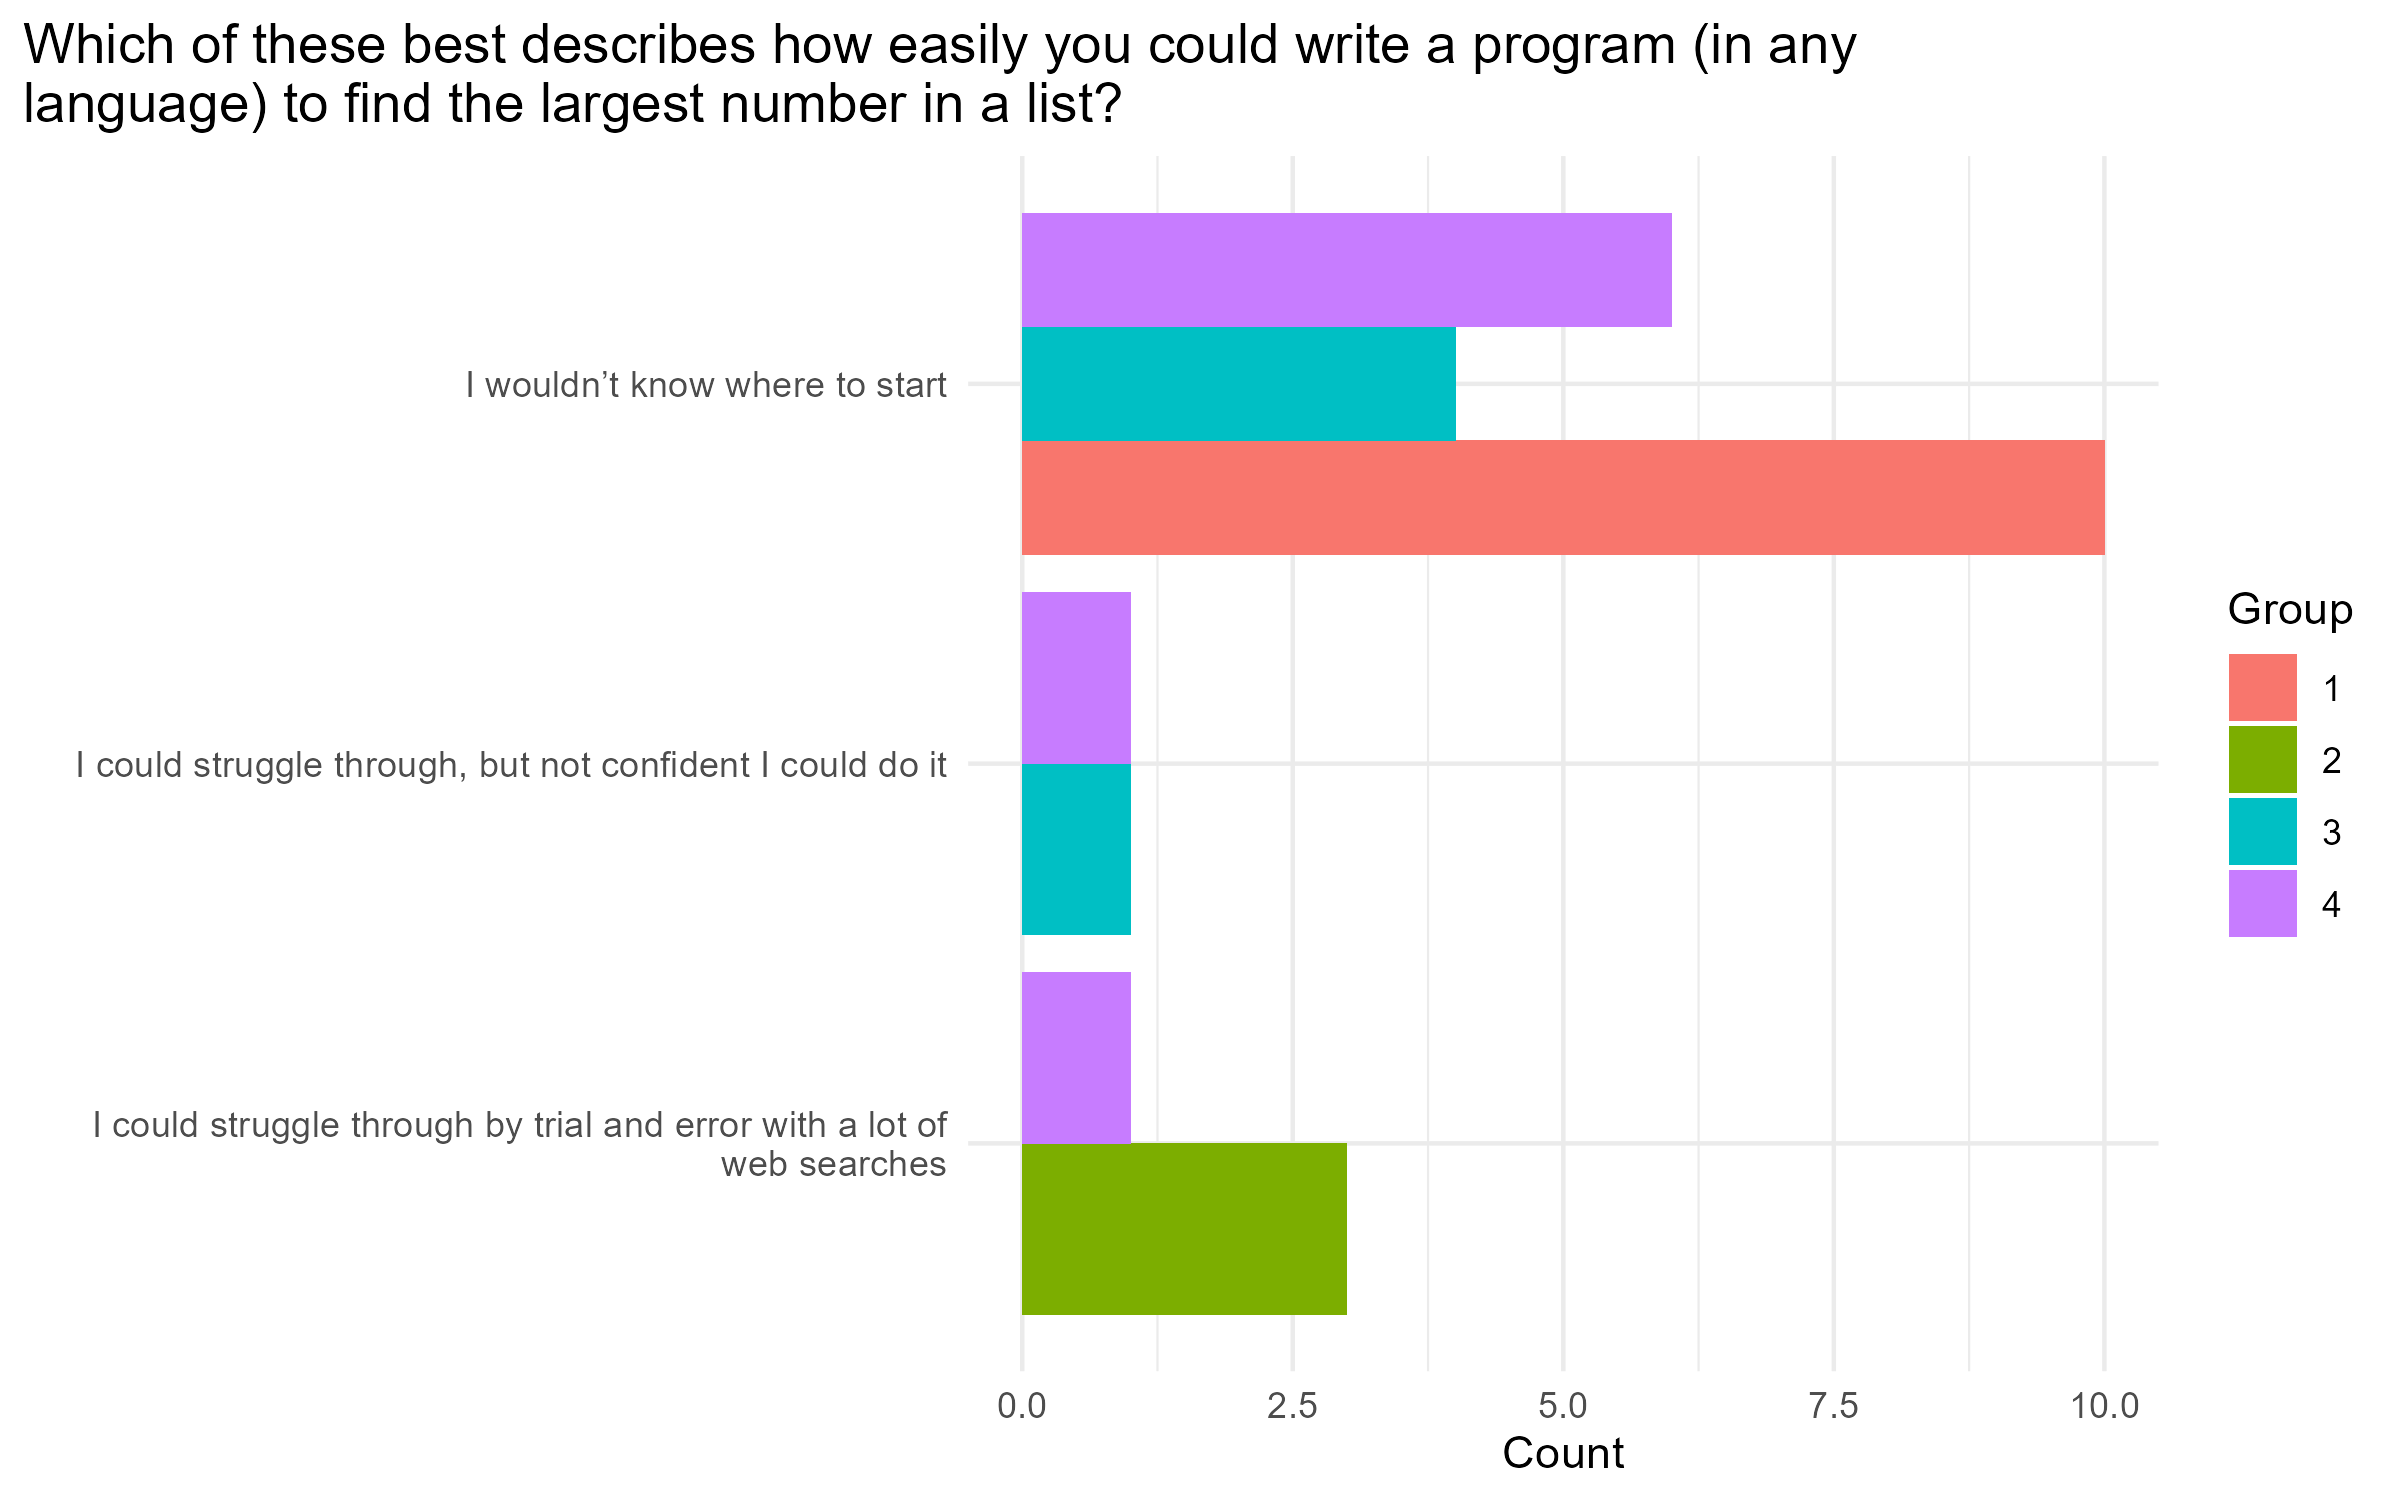 Which of these best describes how easily you could write a program (in any
language) to find the largest number in a list?
I wouldn’t know where to start
I could struggle through, but not confident I could do it
I could struggle through by trial and error with a lot of
web searches
0.0
2.5
5.0
7.5
10.0
Count
Group
1
2
3
4